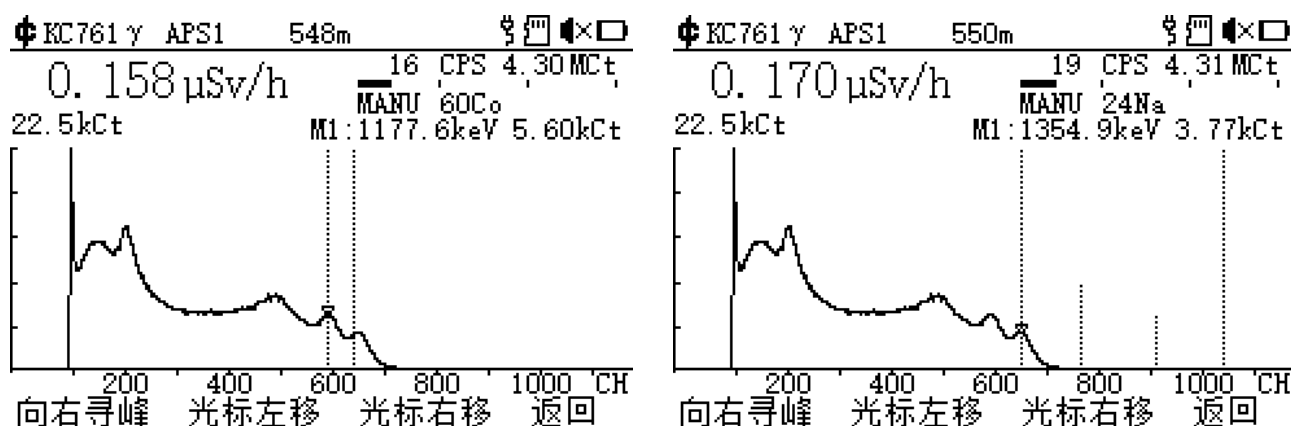 KC761γ APS1 548m
0.158μSv/h 16 CPS 4.30MCt
MANU 60Co
22.5kCt M1:1177.6keV 5.60kCt
200 400 600 800 1000 CH
向右寻峰 光标左移 光标右移 返回
KC761γ APS1 550m
0.170μSv/h 19 CPS 4.31MCt
MANU 24Na
22.5kCt M1:1354.9keV 3.77kCt
200 400 600 800 1000 CH
向右寻峰 光标左移 光标右移 返回